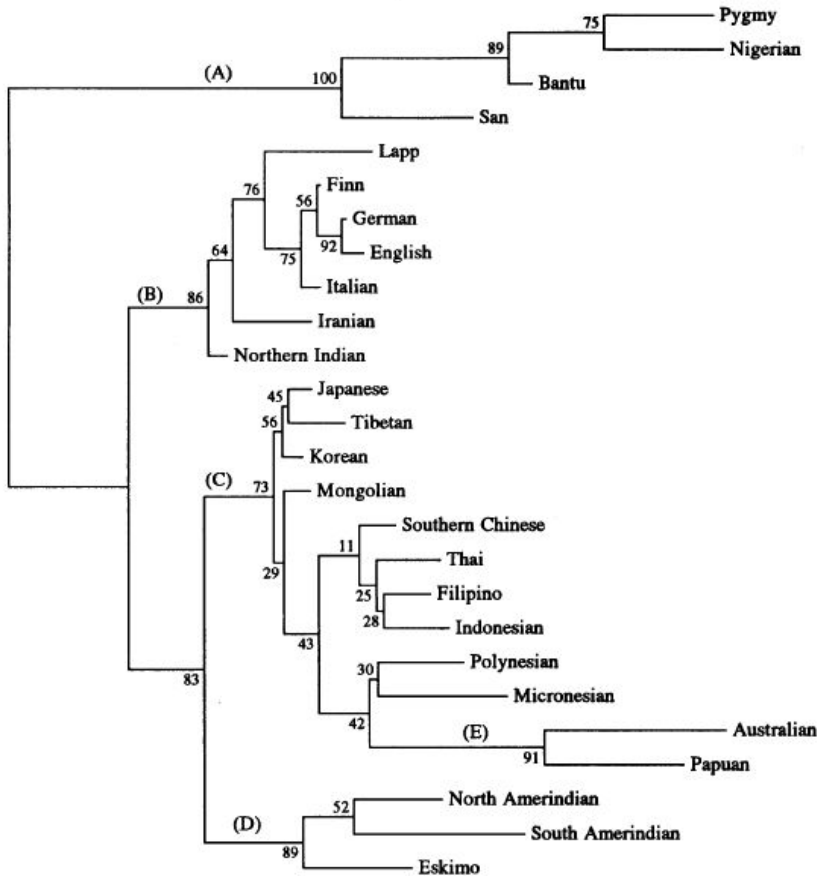 75 Pygmy
Nigerian
89
(A)
100
Bantu
San
Lapp
76
56 Finn
German
92
English
75
Italian
64
(B)
86
Iranian
Northern Indian
Japanese
45
Tibetan
56
Korean
(C)
73
Mongolian
Southern Chinese
11
Thai
29
25
Filipino
28
Indonesian
43
Polynesian
30
Micronesian
42
(E)
Australian
91
Papuan
83
North Amerindian
52
(D)
South Amerindian
89
Eskimo